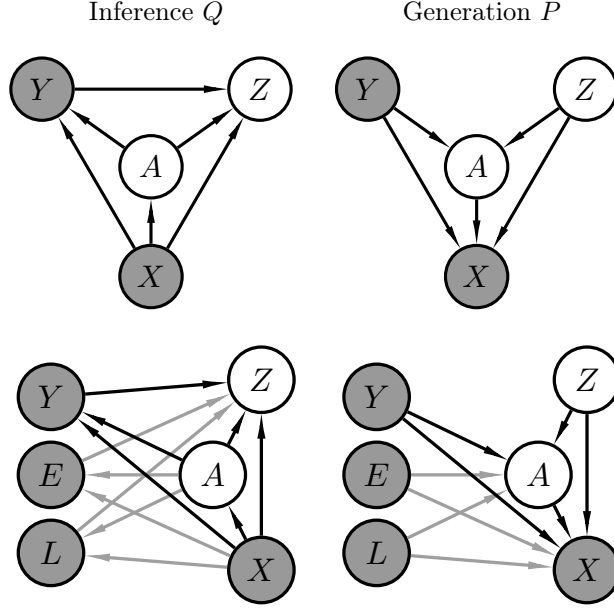 Inference Q Generation P
Y Z Y Z
A A
X X
Z Z
Y Y
E A E A
L X L X